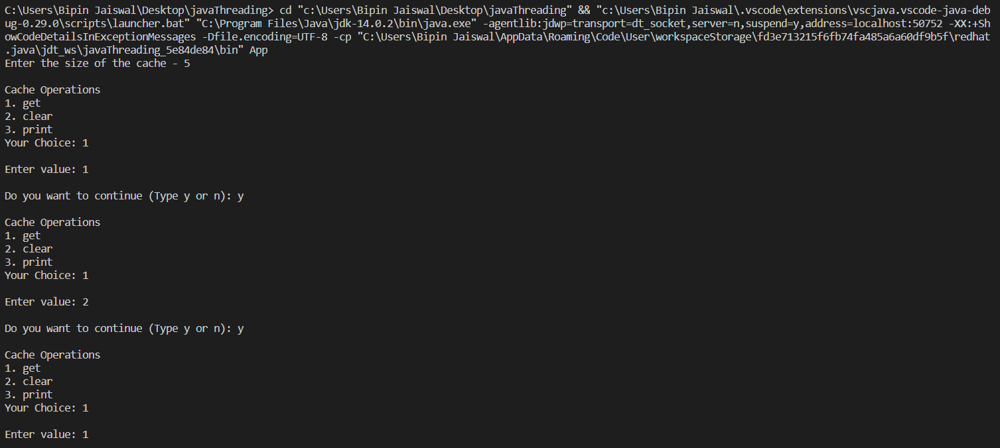 C:\Users\Bipin Jaiswal\Desktop\javaThreading> cd "c:\Users\Bipin Jaiswal\Desktop\javaThreading" && "c:\Users\Bipin Jaiswal\.vscode\extensions\vscjava.vscode-java-deb
ug-0.29.0\scripts\launcher.bat" "C:\Program Files\Java\jdk-14.0.2\bin\java.exe" -agentlib:jdwp=transport=dt_socket,server=n,suspend=y,address=localhost:50752 -XX:+Sh
owCodeDetailsInExceptionMessages -Dfile.encoding=UTF-8 -cp "C:\Users\Bipin Jaiswal\AppData\Roaming\Code\User\workspaceStorage\fd3e713215f6fb74fa485a6a60df9b5f\redhat
.java\jdt_ws\javaThreading_5e84de84\bin" App
Enter the size of the cache - 5
Cache Operations
1. get
2. clear
3. print
Your Choice: 1
Enter value: 1
Do you want to continue (Type y or n): y
Cache Operations
1. get
2. clear
3. print
Your Choice: 1
Enter value: 2
Do you want to continue (Type y or n): y
Cache Operations
1. get
2. clear
3. print
Your Choice: 1
Enter value: 1